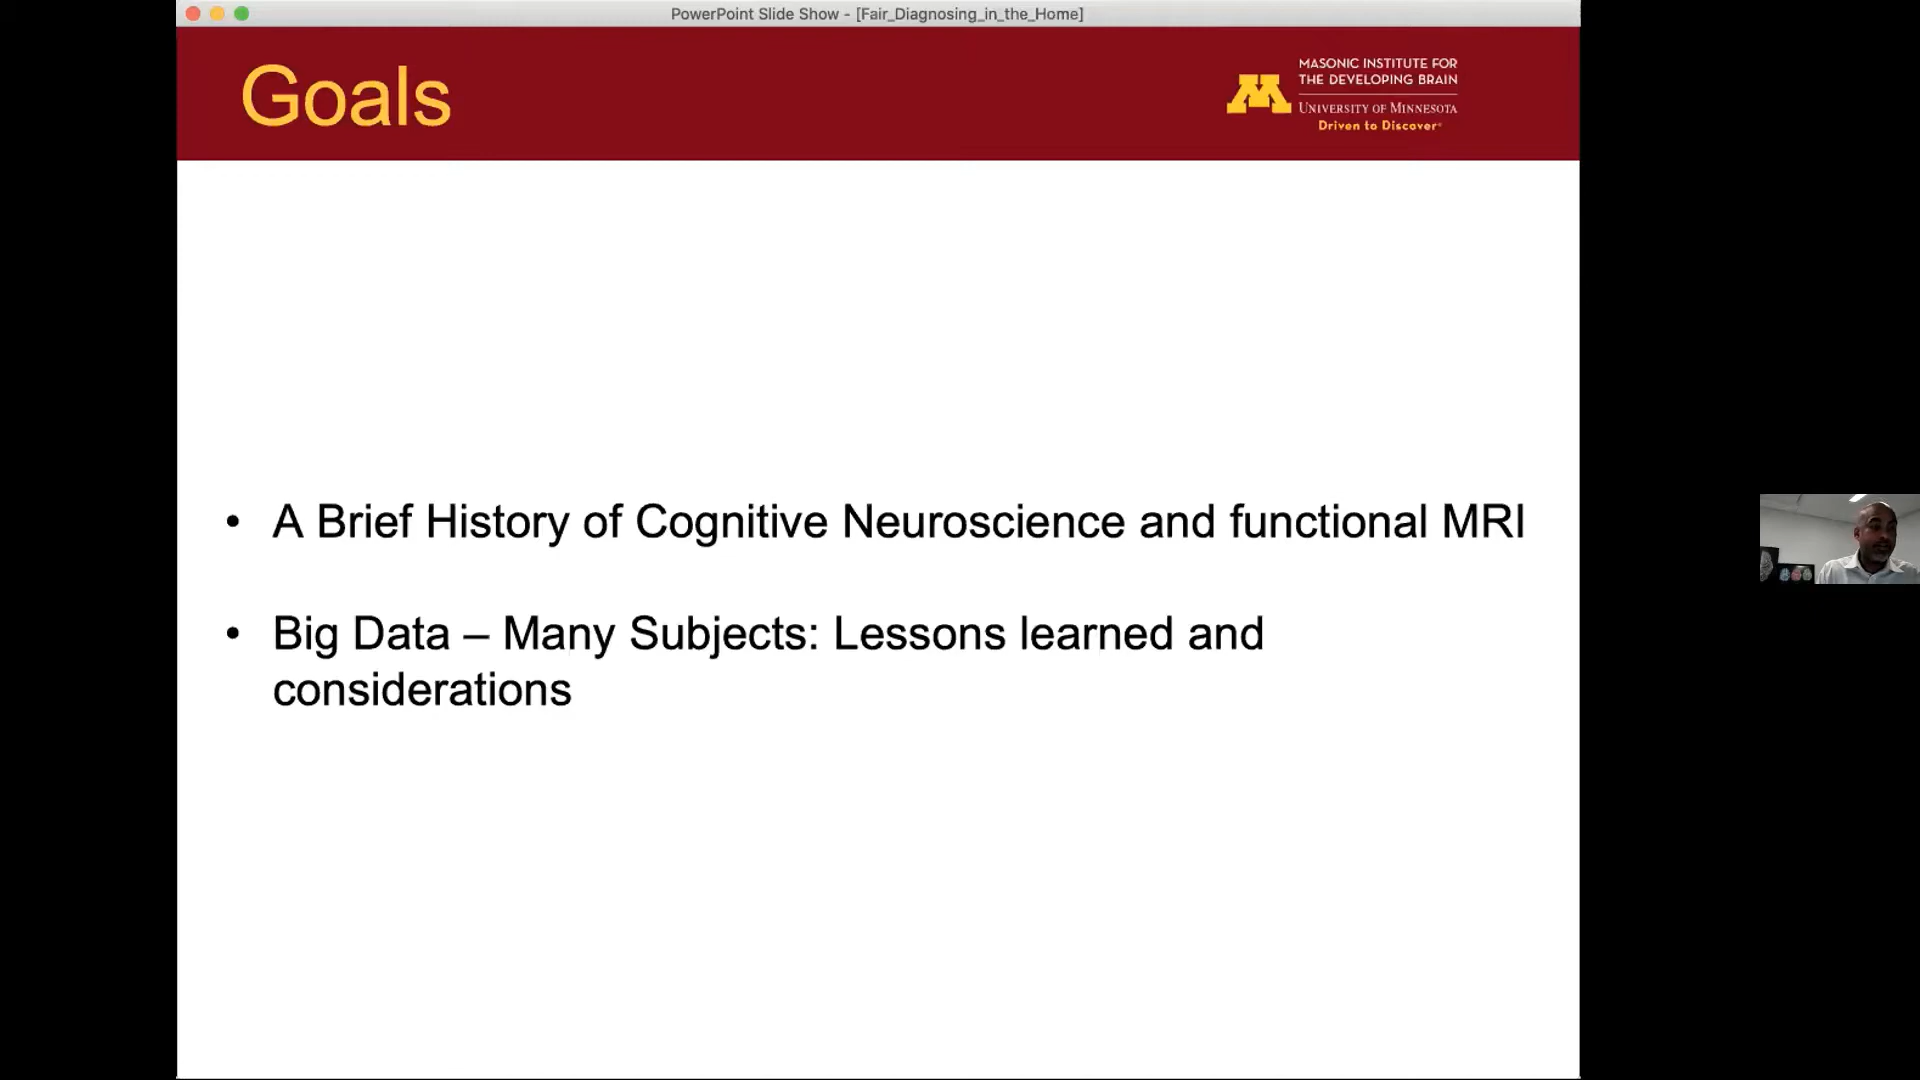 PowerPoint Slide Show - [Fair_Diagnosing_in_the_Home]
Goals
MASONIC INSTITUTE FOR
THE DEVELOPING BRAIN
UNIVERSITY OF MINNESOTA
Driven to Discover®
• A Brief History of Cognitive Neuroscience and functional MRI
• Big Data – Many Subjects: Lessons learned and
considerations